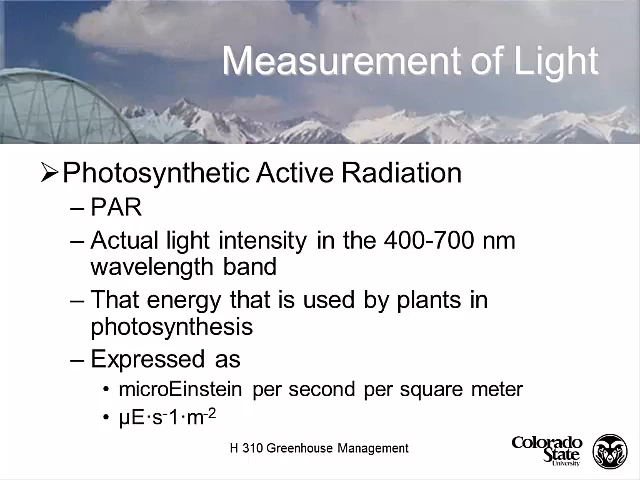 Measurement of Light
➢Photosynthetic Active Radiation
– PAR
– Actual light intensity in the 400-700 nm
wavelength band
– That energy that is used by plants in
photosynthesis
– Expressed as
• microEinstein per second per square meter
• µE·s-1·m-2
H 310 Greenhouse Management
Colorado
State
University